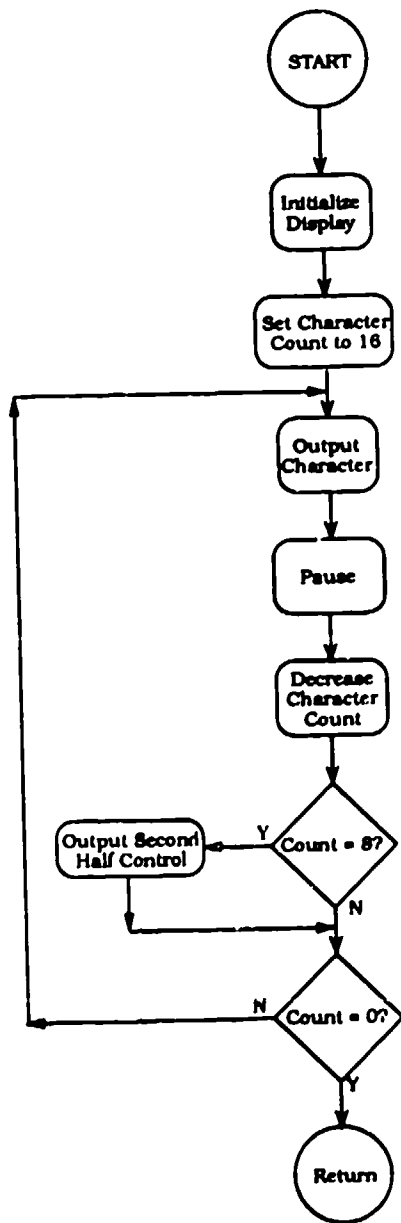 START
Initialize
Display
Set Character
Count to 16
Output
Character
Pause
Decrease
Character
Count
Count = 8?
Y
Output Second
Half Control
N
Count = 0?
N
Y
Return